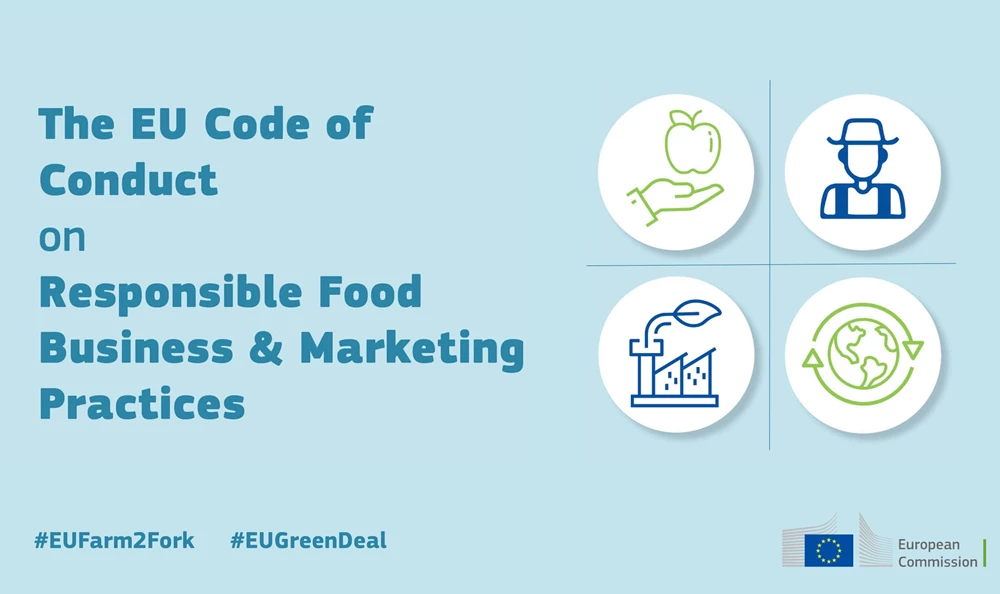 The EU Code of
Conduct
on
Responsible Food
Business & Marketing
Practices
#EUFarm2Fork #EUGreenDeal
European
Commission